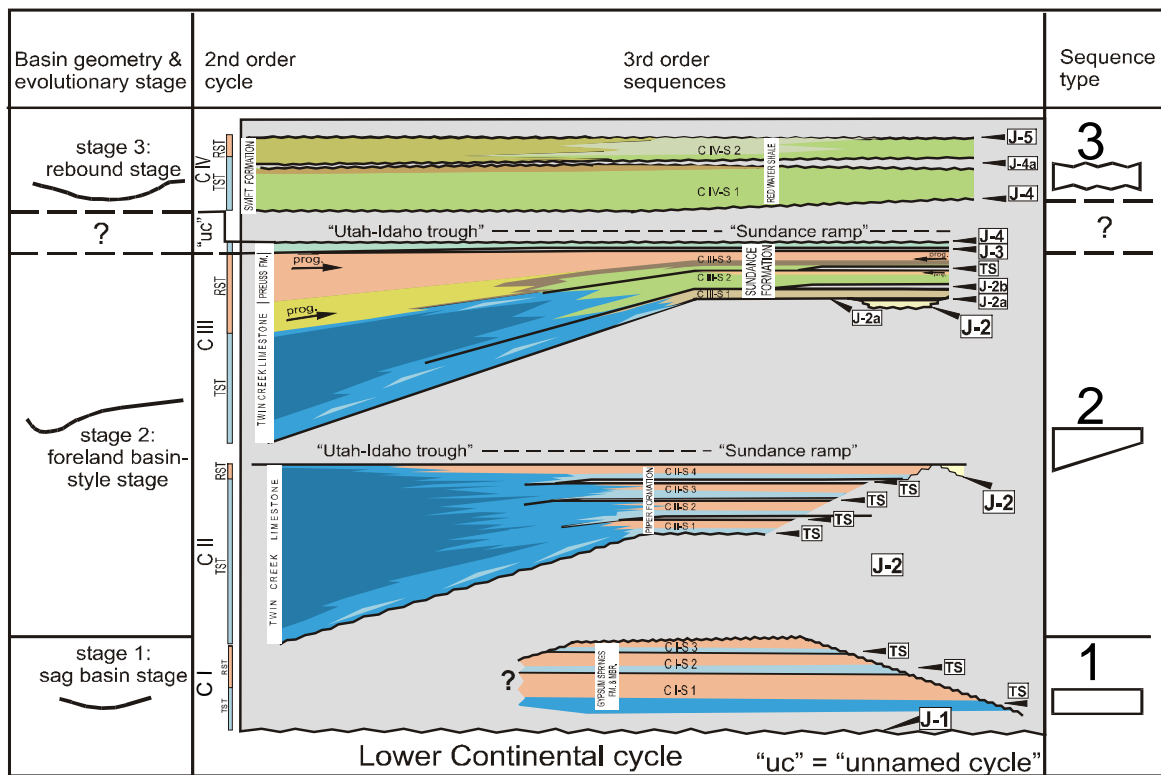 Basin geometry &
evolutionary stage
2nd order
cycle
3rd order
sequences
Sequence
type
stage 3:
rebound stage
?
stage 2:
foreland basin-
style stage
stage 1:
sag basin stage
C IV
RST
TST
"uc"
C III
RST
TST
C II
RST
TST
C I
RST
TST
SWIFT FORMATION
C IV-S 2
C IV-S 1
RED WATER SHALE
J-5
J-4a
J-4
"Utah-Idaho trough"
"Sundance ramp"
PREUSS FM.
TWIN CREEK LIMESTONE
prog.
prog.
C III-S 3
C III-S 2
C III-S 1
SUNDANCE
FORMATION
prog.
prog.
J-4
J-3
TS
J-2b
J-2a
J-2a
J-2
"Utah-Idaho trough"
"Sundance ramp"
TWIN CREEK LIMESTONE
C II-S 4
C II-S 3
C II-S 2
C II-S 1
PIPER FORMATION
TS
TS
TS
TS
J-2
J-2
?
GYPSUM SPRINGS
FM. & MBR.
C I-S 3
C I-S 2
C I-S 1
TS
TS
TS
J-1
3
?
2
1
Lower Continental cycle
"uc" = "unnamed cycle"